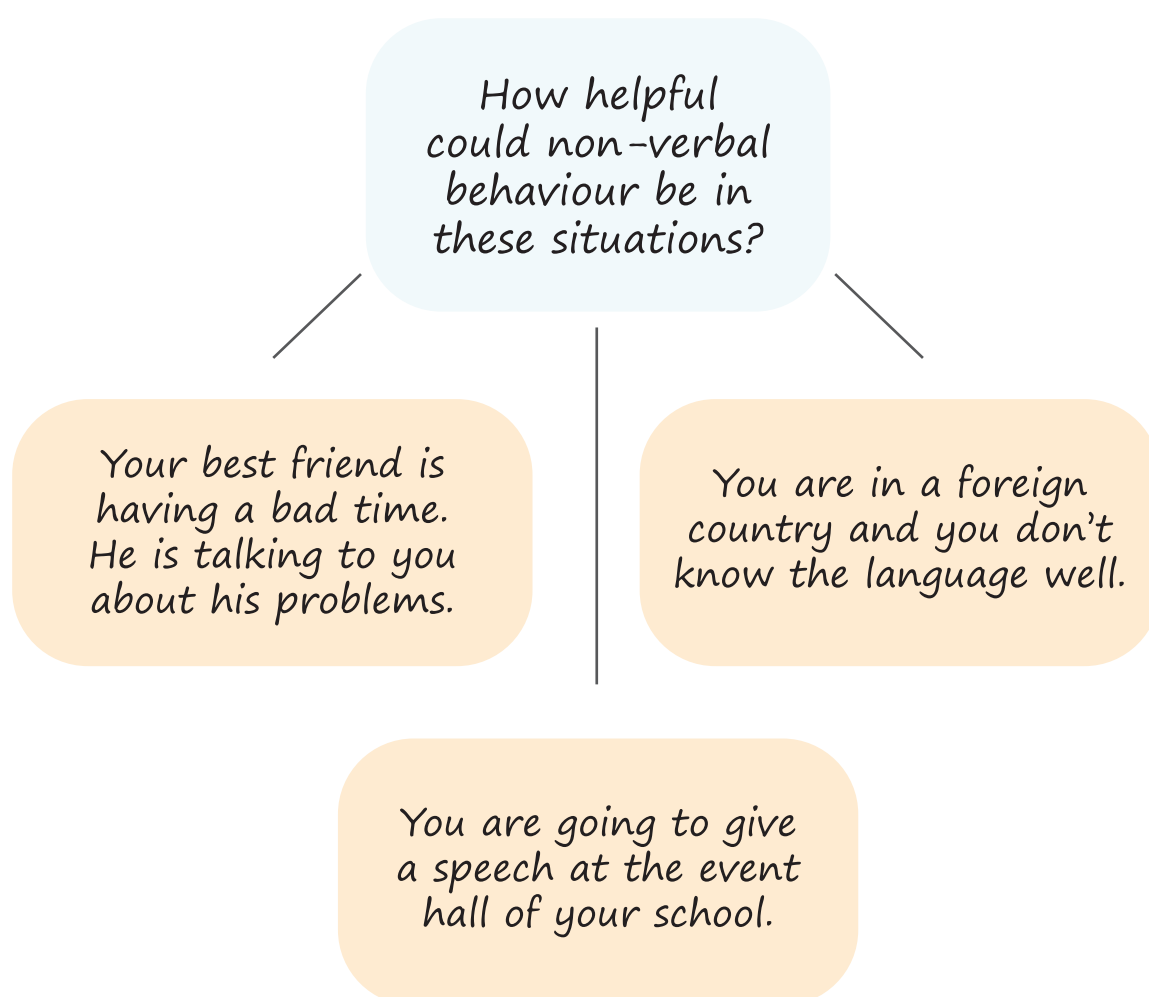 How helpful
could non-verbal
behaviour be in
these situations?
Your best friend is
having a bad time.
He is talking to you
about his problems.
You are in a foreign
country and you don’t
know the language well.
You are going to give
a speech at the event
hall of your school.